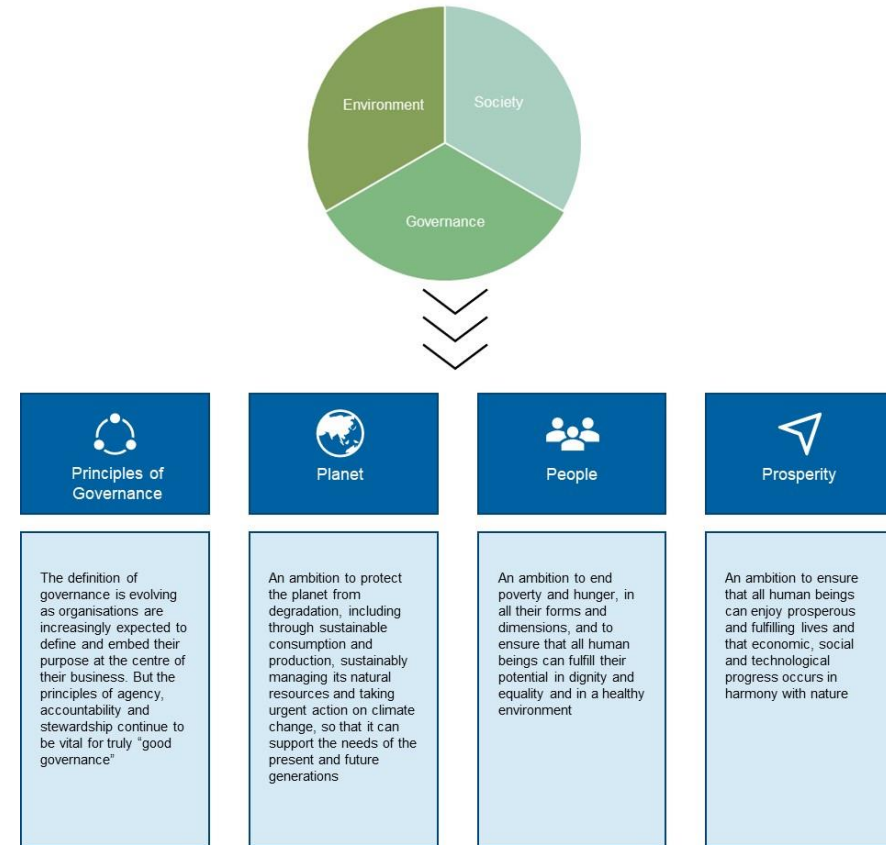 Environment
Society
Governance
Principles of
Governance
Planet
People
Prosperity
The definition of
governance is evolving
as organisations are
increasingly expected to
define and embed their
purpose at the centre of
their business. But the
principles of agency,
accountability and
stewardship continue to
be vital for truly “good
governance”
An ambition to protect
the planet from
degradation, including
through sustainable
consumption and
production, sustainably
managing its natural
resources and taking
urgent action on climate
change, so that it can
support the needs of the
present and future
generations
An ambition to end
poverty and hunger, in
all their forms and
dimensions, and to
ensure that all human
beings can fulfill their
potential in dignity and
equality and in a healthy
environment
An ambition to ensure
that all human beings
can enjoy prosperous
and fulfilling lives and
that economic, social
and technological
progress occurs in
harmony with nature